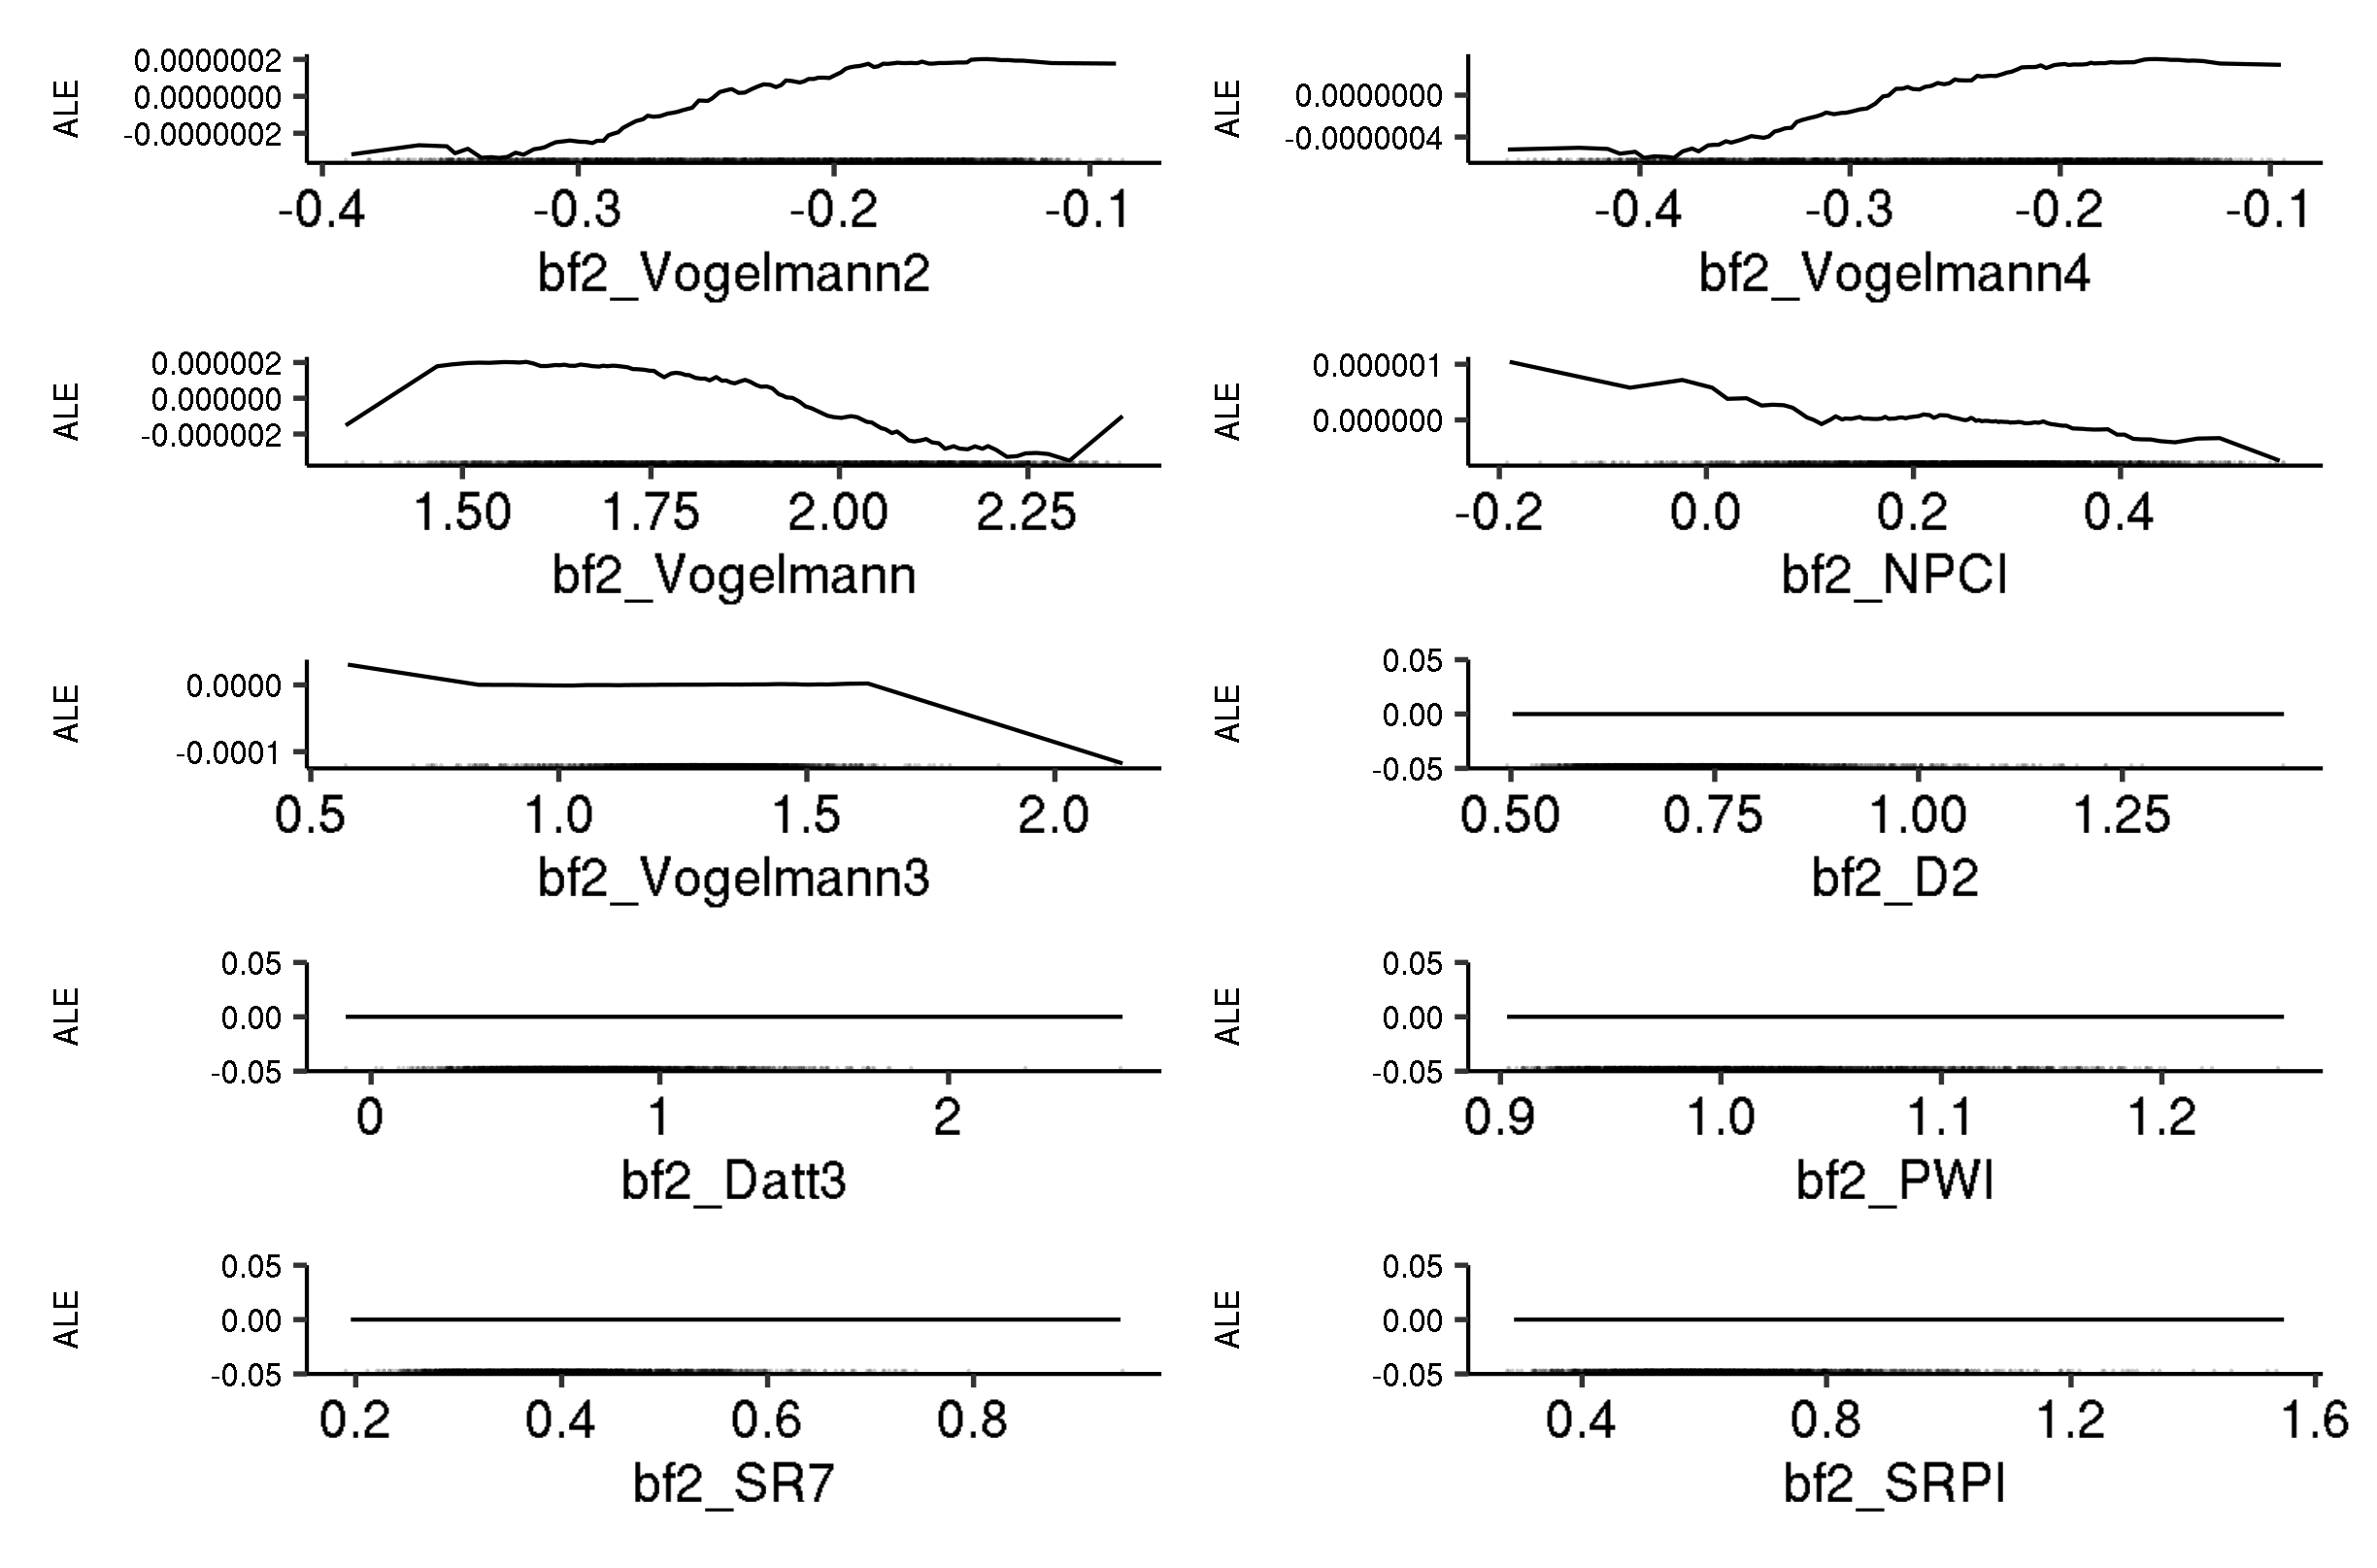 ALE
0.0000002
0.0000000
-0.0000002
-0.4 -0.3 -0.2 -0.1
bf2_Vogelmann2
ALE
0.0000000
-0.0000004
-0.4 -0.3 -0.2 -0.1
bf2_Vogelmann4
ALE
0.000002
0.000000
-0.000002
1.50 1.75 2.00 2.25
bf2_Vogelmann
ALE
0.000001
0.000000
-0.2 0.0 0.2 0.4
bf2_NPCI
ALE
0.0000
-0.0001
0.5 1.0 1.5 2.0
bf2_Vogelmann3
ALE
0.05
0.00
-0.05
0.50 0.75 1.00 1.25
bf2_D2
ALE
0.05
0.00
-0.05
0 1 2
bf2_Datt3
ALE
0.05
0.00
-0.05
0.9 1.0 1.1 1.2
bf2_PWI
ALE
0.05
0.00
-0.05
0.2 0.4 0.6 0.8
bf2_SR7
ALE
0.05
0.00
-0.05
0.4 0.8 1.2 1.6
bf2_SRPI